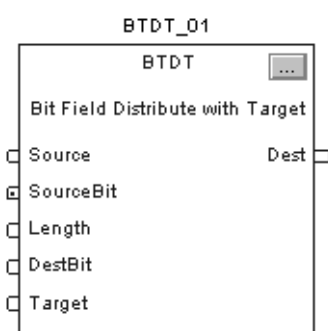 BTDT_01
BTDT
...
Bit Field Distribute with Target
Source Dest
SourceBit
Length
DestBit
Target